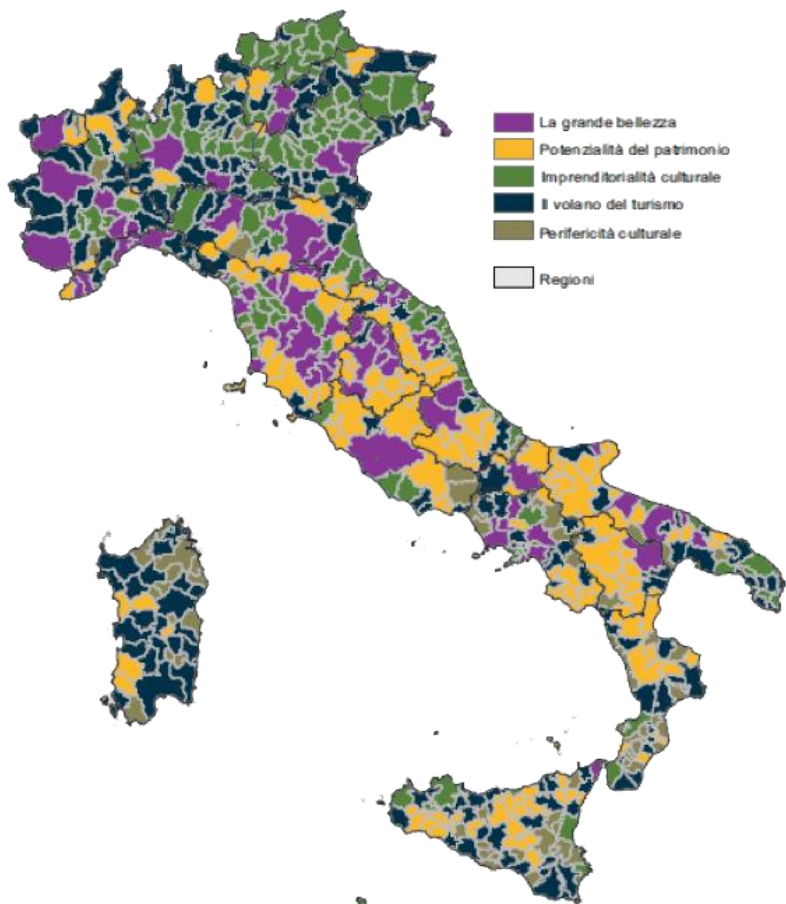 La grande bellezza
Potenzialità del patrimonio
Imprenditorialità culturale
Il volano del turismo
Perifericità culturale
Regioni